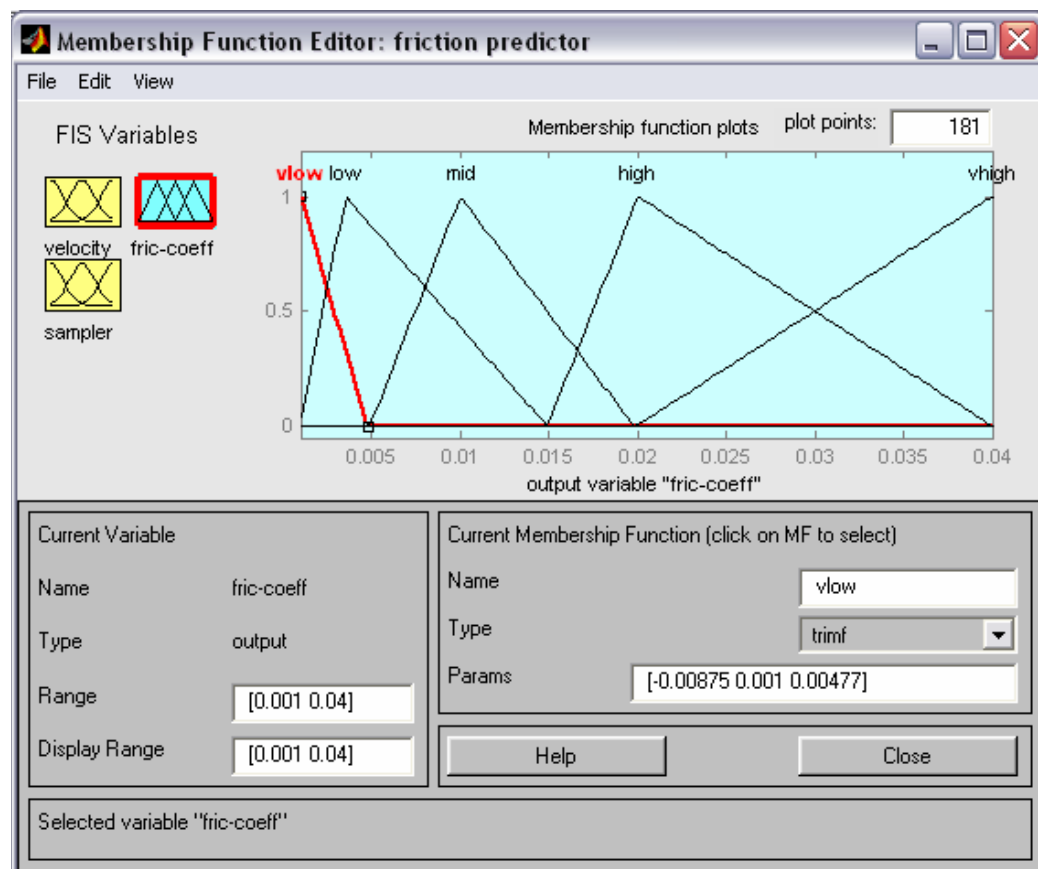 Membership Function Editor: friction predictor
File Edit View
FIS Variables
Membership function plots plot points: 181
velocity fric-coeff
sampler
vlow low mid high vhigh
1
0.5
0
0.005 0.01 0.015 0.02 0.025 0.03 0.035 0.04
output variable "fric-coeff"
Current Variable
Name fric-coeff
Type output
Range [0.001 0.04]
Display Range [0.001 0.04]
Current Membership Function (click on MF to select)
Name vlow
Type trimf
Params [-0.00875 0.001 0.00477]
Help Close
Selected variable "fric-coeff"